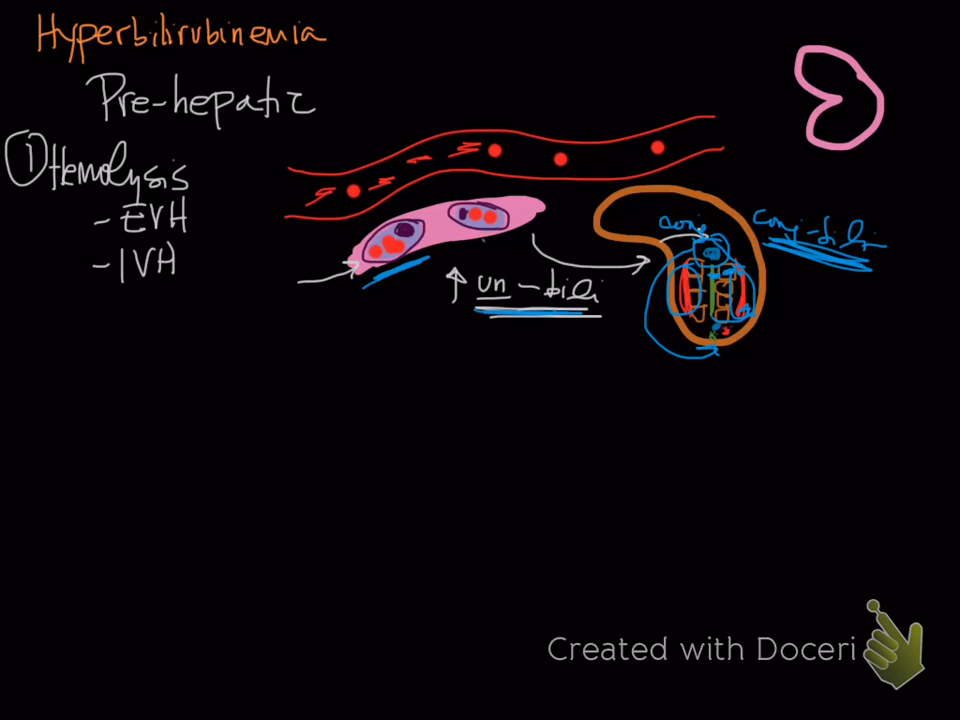 Hyperbilirubinemia
Pre-hepatic
① Hemolysis
- EVH
- IVH
conj
conj-bili
↑ un-bili
Created with Doceri